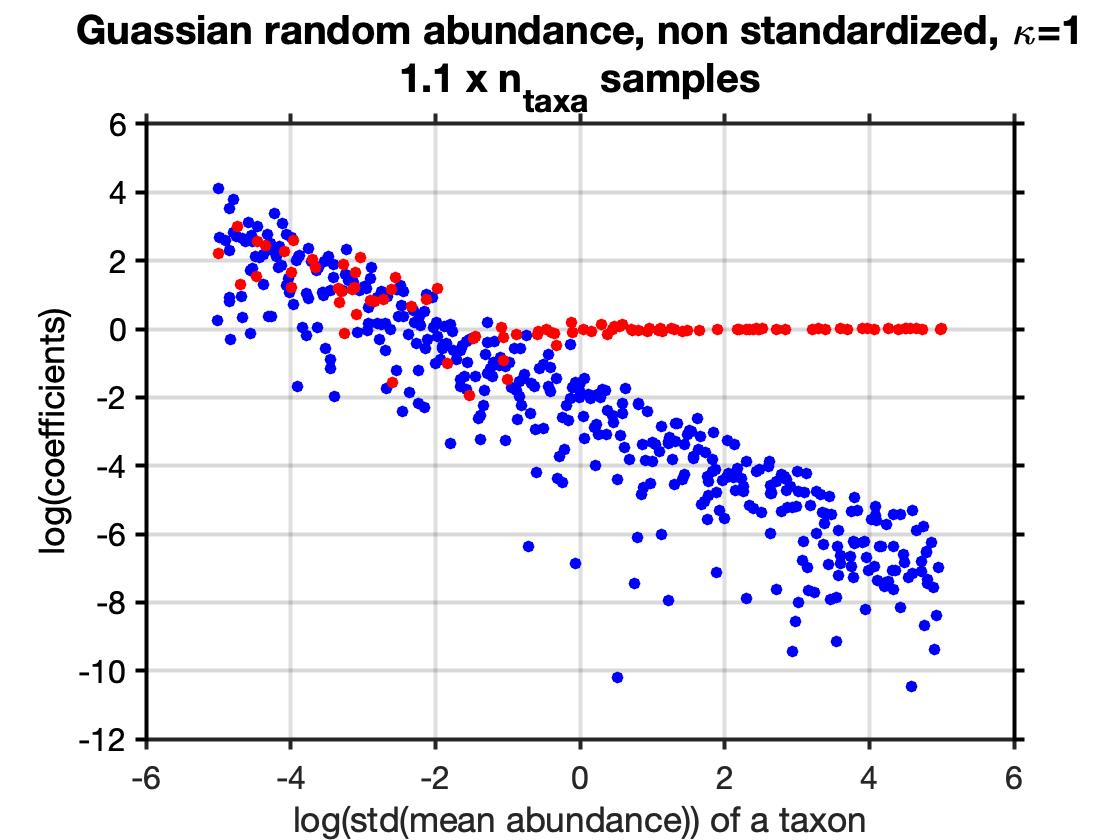 Guassian random abundance, non standardized, κ=1
1.1 x n_taxa samples
6
4
2
0
-2
-4
-6
-8
-10
-12
log(coefficients)
-6 -4 -2 0 2 4 6
log(std(mean abundance)) of a taxon